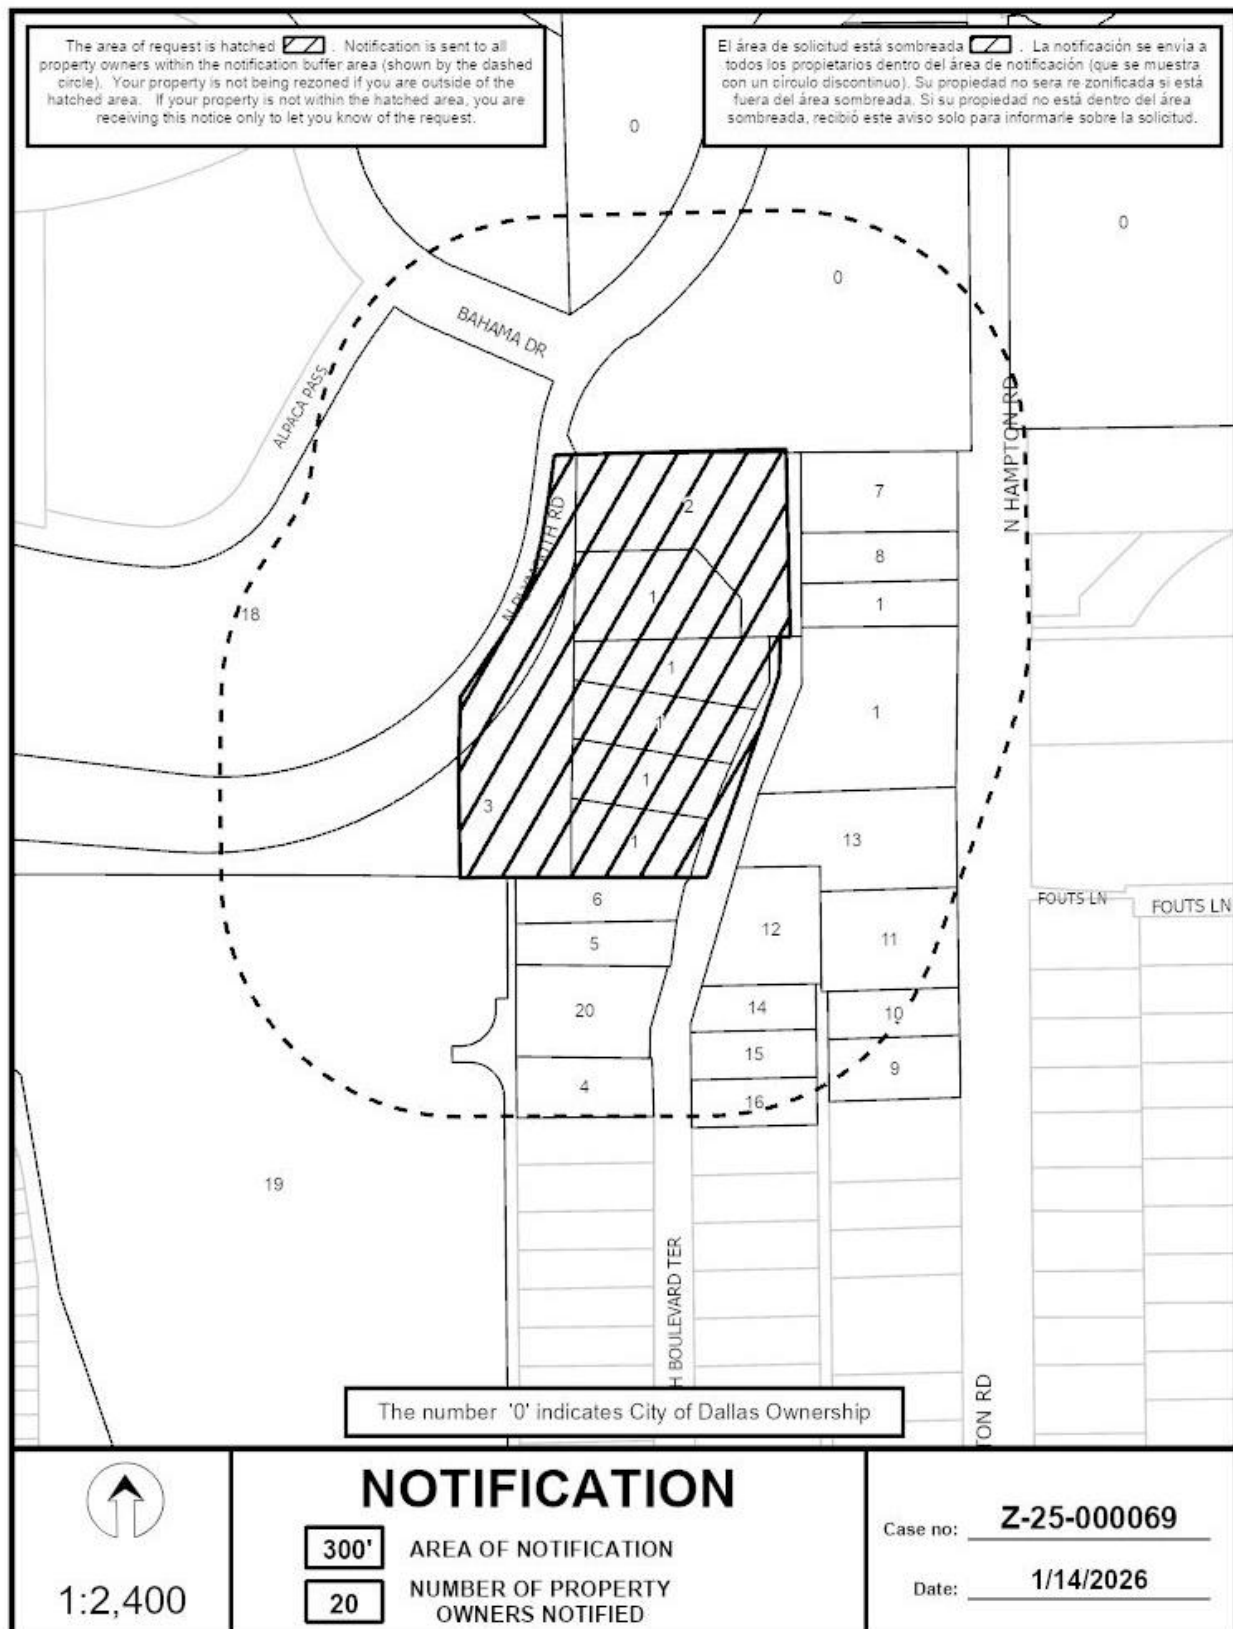 The area of request is hatched . Notification is sent to all
property owners within the notification buffer area (shown by the dashed
circle). Your property is not being rezoned if you are outside of the
hatched area. If your property is not within the hatched area, you are
receiving this notice only to let you know of the request.
El área de solicitud está sombreada . La notificación se envía a
todos los propietarios dentro del área de notificación (que se muestra
con un círculo discontinuo). Su propiedad no sera re zonificada si está
fuera del área sombreada. Si su propiedad no está dentro del área
sombreada, recibió este aviso solo para informarle sobre la solicitud.
0
0
0
BAHAMA DR
ALPACA PASS
N HAMPTON RD
N PLYMOUTH RD
2
7
8
1
1
18
1
1
1
1
3
1
13
6
5
12
11
FOUTS LN
FOUTS LN
20
14
10
15
9
4
16
19
H BOULEVARD TER
TON RD
The number '0' indicates City of Dallas Ownership
1:2,400
NOTIFICATION
300' AREA OF NOTIFICATION
20 NUMBER OF PROPERTY
OWNERS NOTIFIED
Case no: Z-25-000069
Date: 1/14/2026